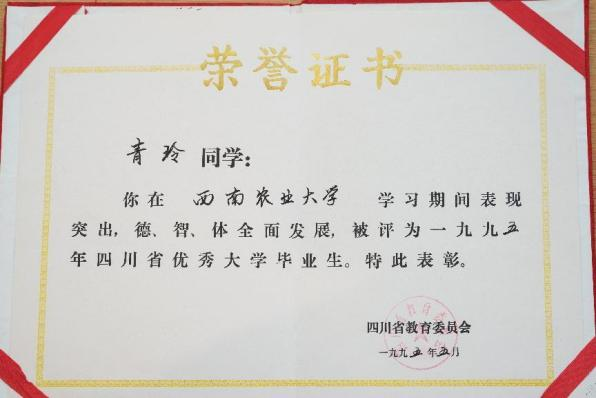 荣誉证书
青玲同学:
你在 西南农业大学 学习期间表现
突出,德、智、体全面发展,被评为一九九五
年四川省优秀大学毕业生。特此表彰。
四川省教育委员会
一九九五年五月